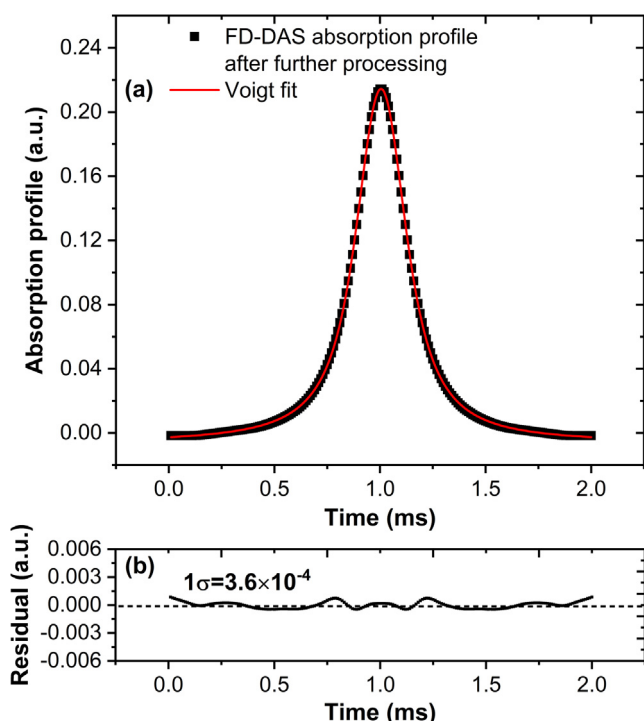 0.24
FD-DAS absorption profile
after further processing
(a)
Voigt fit
0.20
0.16
0.12
0.08
0.04
0.00
Absorption profile (a.u.)
0.0 0.5 1.0 1.5 2.0
Time (ms)
0.006
(b)
0.003
1σ=3.6×10⁻⁴
0.000
-0.003
-0.006
Residual (a.u.)
0.0 0.5 1.0 1.5 2.0
Time (ms)